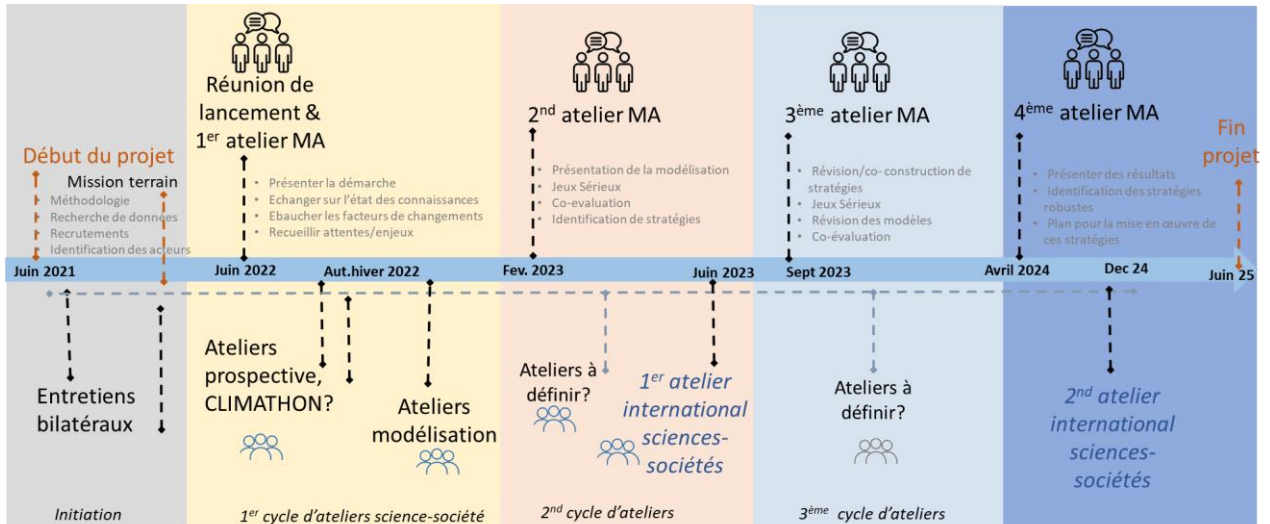 Début du projet
Mission terrain
• Méthodologie
• Recherche de données
• Recrutements
• Identification des acteurs
Réunion de
lancement &
1er atelier MA
• Présenter la démarche
• Echanger sur l'état des connaissances
• Ebaucher les facteurs de changements
• Recueillir attentes/enjeux
2nd atelier MA
• Présentation de la modélisation
• Jeux Sérieux
• Co-evaluation
• Identification de stratégies
3ème atelier MA
• Révision/co- construction de
stratégies
• Jeux Sérieux
• Révision des modèles
• Co-évaluation
4ème atelier MA
• Présenter des résultats
• Identification des stratégies
robustes
• Plan pour la mise en œuvre de
ces stratégies
Fin
projet
Juin 2021
Juin 2022
Aut.hiver 2022
Fev. 2023
Juin 2023
Sept 2023
Avril 2024
Dec 24
Juin 25
Entretiens
bilatéraux
Ateliers
prospective,
CLIMATHON?
Ateliers
modélisation
Ateliers à
définir?
1er atelier
international
sciences-
sociétés
Ateliers à
définir?
2nd atelier
international
sciences-
sociétés
Initiation
1er cycle d'ateliers science-société
2nd cycle d'ateliers
3ème cycle d'ateliers